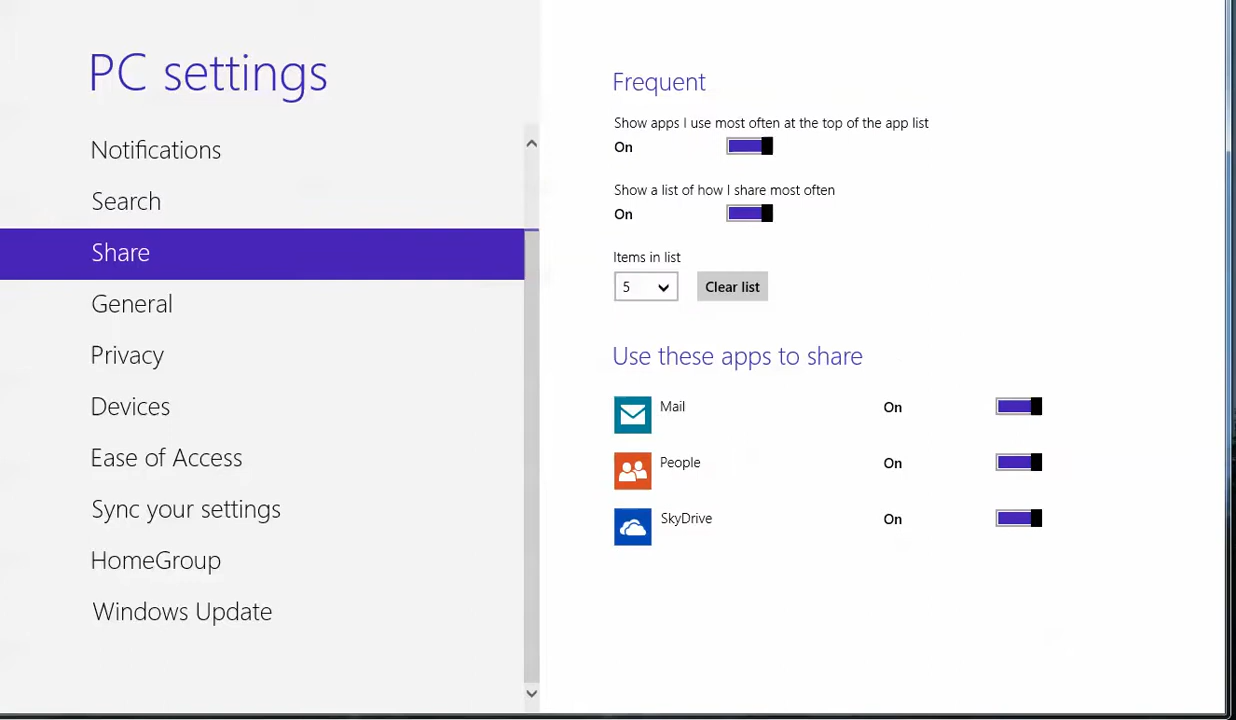 PC settings
Notifications
Search
Share
General
Privacy
Devices
Ease of Access
Sync your settings
HomeGroup
Windows Update
Frequent
Show apps I use most often at the top of the app list
On
Show a list of how I share most often
On
Items in list
5
Clear list
Use these apps to share
Mail On
People On
SkyDrive On